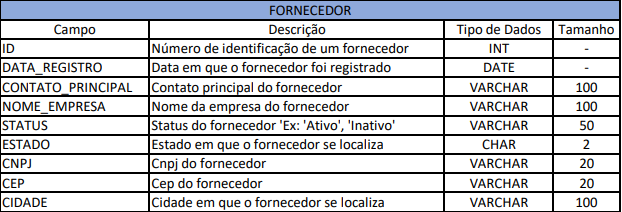 FORNECEDOR
Campo Descrição Tipo de Dados Tamanho
ID Número de identificação de um fornecedor INT -
DATA_REGISTRO Data em que o fornecedor foi registrado DATE -
CONTATO_PRINCIPAL Contato principal do fornecedor VARCHAR 100
NOME_EMPRESA Nome da empresa do fornecedor VARCHAR 100
STATUS Status do fornecedor 'Ex: 'Ativo', 'Inativo' VARCHAR 50
ESTADO Estado em que o fornecedor se localiza CHAR 2
CNPJ Cnpj do fornecedor VARCHAR 20
CEP Cep do fornecedor VARCHAR 20
CIDADE Cidade em que o fornecedor se localiza VARCHAR 100